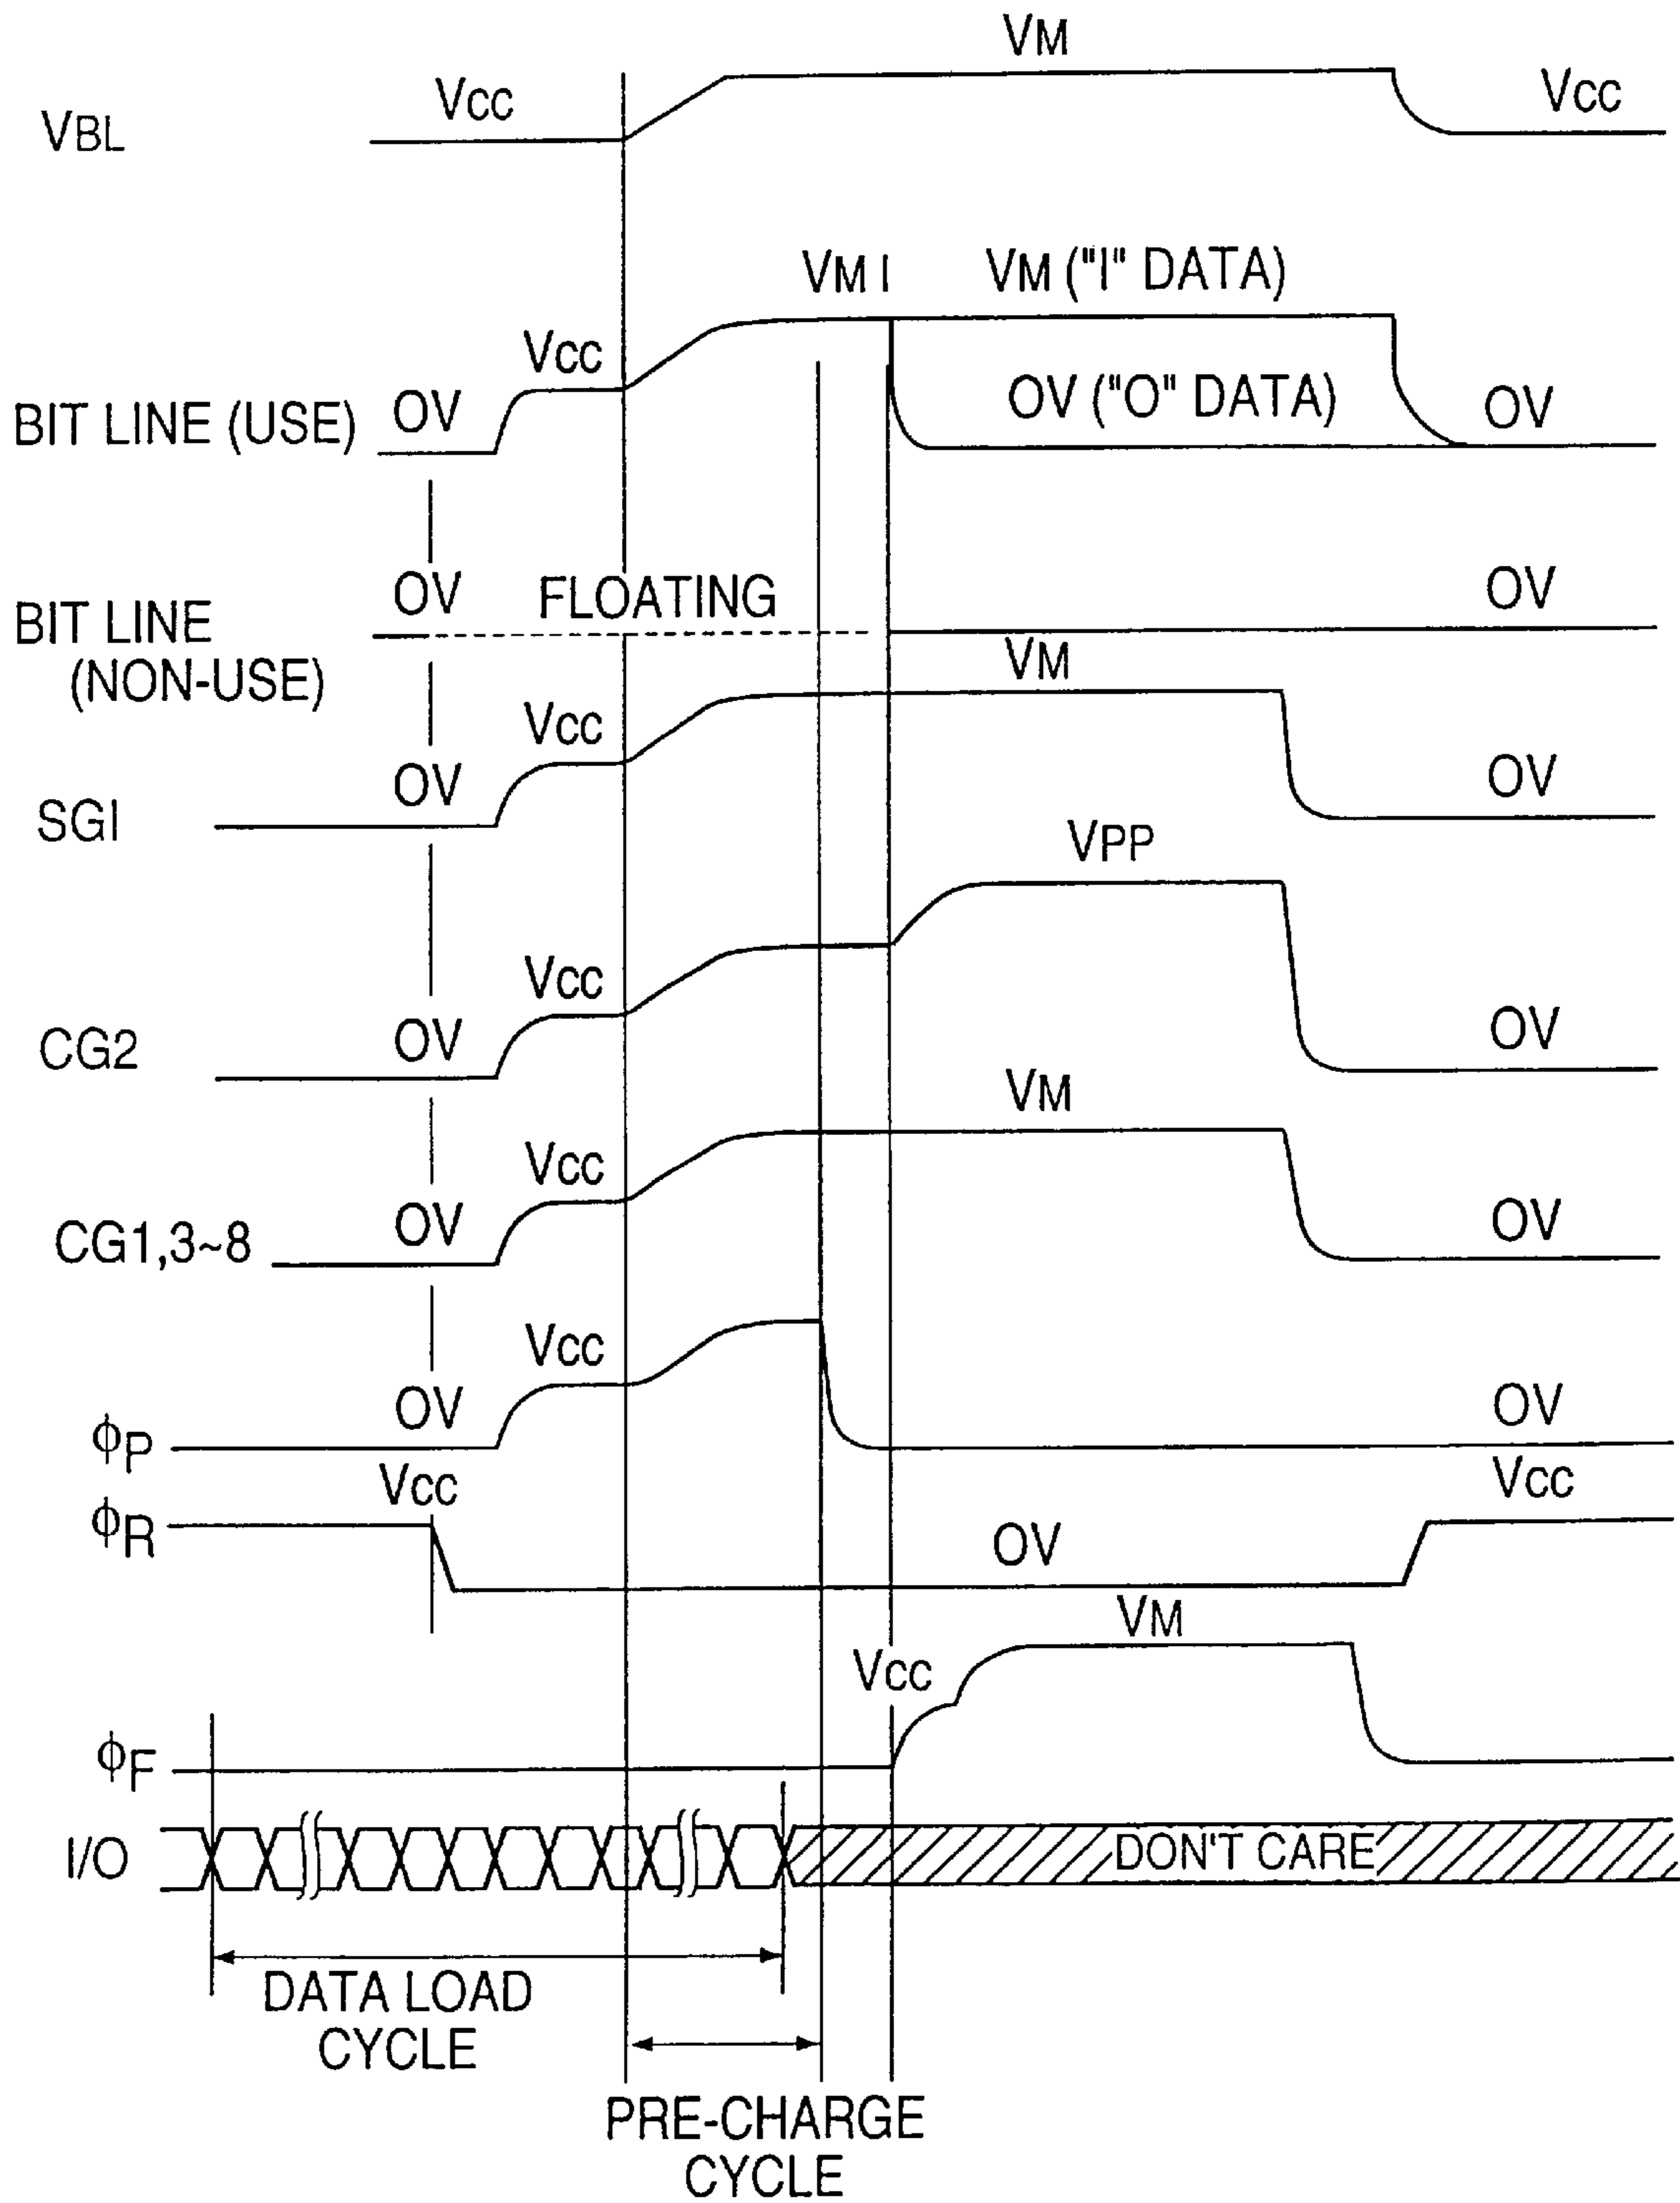 VM
VCC VCC
VBL
VM I VM ("I" DATA)
VCC
OV OV ("O" DATA) OV
BIT LINE (USE)
OV FLOATING OV
BIT LINE
(NON-USE)
VM
VCC
OV OV
SGI
VPP
VCC
OV OV
CG2
VM
VCC
OV OV
CG1,3~8
VCC
OV OV
ϕP
VCC VCC
ϕR
OV
VM
VCC
ϕF
I/O DON'T CARE
DATA LOAD
CYCLE
PRE-CHARGE
CYCLE